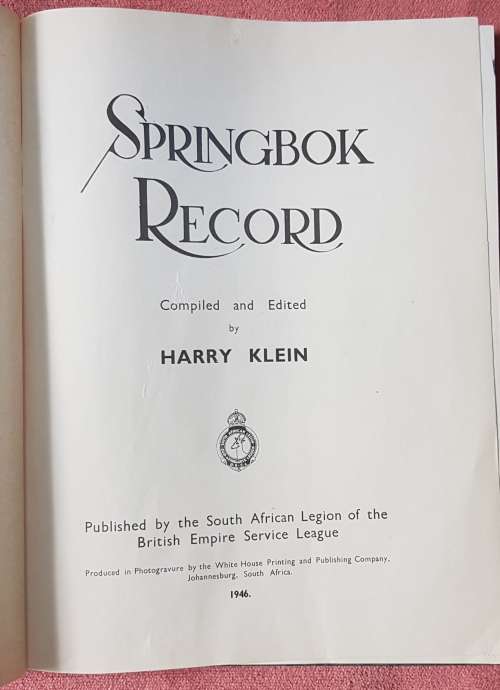 SPRINGBOK
RECORD
Compiled and Edited
by
HARRY KLEIN
Published by the South African Legion of the
British Empire Service League
Produced in Photogravure by the White House Printing and Publishing Company,
Johannesburg, South Africa.
1946.